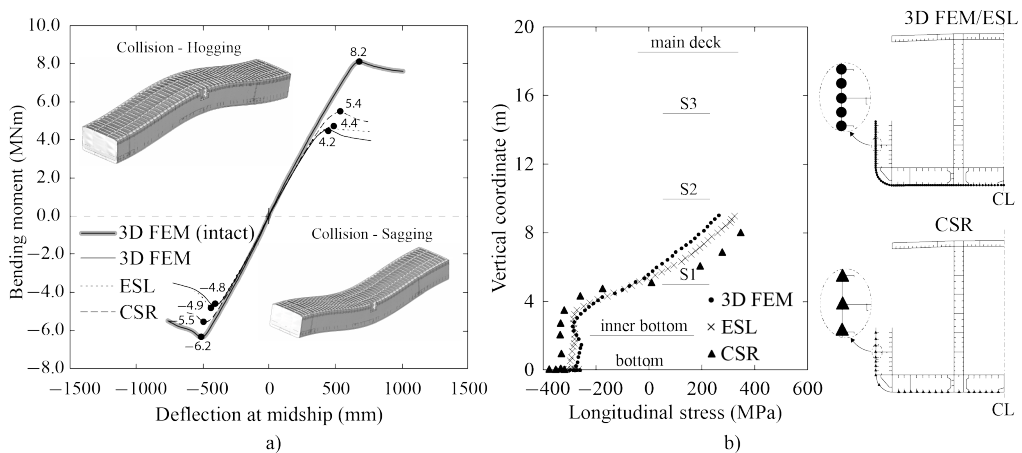 10.0
8.0
6.0
4.0
2.0
0.0
−2.0
−4.0
−6.0
−8.0
Bending moment (MNm)
Collision - Hogging
8.2
5.4
4.4
4.2
3D FEM (intact)
3D FEM
ESL
CSR
Collision - Sagging
−4.8
−4.9
−5.5
−6.2
−1500 −1000 −500 0 500 1000 1500
Deflection at midship (mm)
a)
20
16
12
8
4
0
Vertical coordinate (m)
main deck
S3
S2
S1
inner bottom
bottom
3D FEM
ESL
CSR
−400 −200 0 200 400 600
Longitudinal stress (MPa)
b)
3D FEM/ESL
CL
CSR
CL